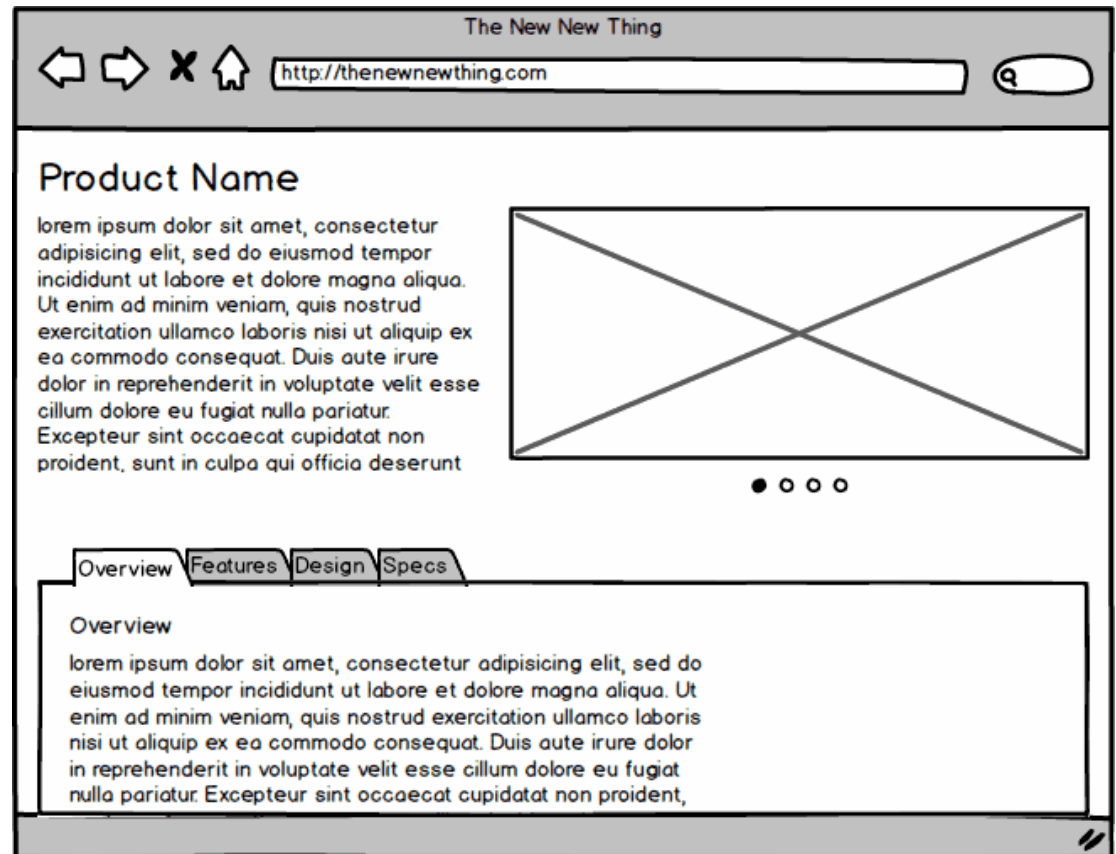 The New New Thing
http://thenewnewthing.com
Product Name
lorem ipsum dolor sit amet, consectetur
adipisicing elit, sed do eiusmod tempor
incididunt ut labore et dolore magna aliqua.
Ut enim ad minim veniam, quis nostrud
exercitation ullamco laboris nisi ut aliquip ex
ea commodo consequat. Duis aute irure
dolor in reprehenderit in voluptate velit esse
cillum dolore eu fugiat nulla pariatur.
Excepteur sint occaecat cupidatat non
proident, sunt in culpa qui officia deserunt
Overview Features Design Specs
Overview
lorem ipsum dolor sit amet, consectetur adipisicing elit, sed do
eiusmod tempor incididunt ut labore et dolore magna aliqua. Ut
enim ad minim veniam, quis nostrud exercitation ullamco laboris
nisi ut aliquip ex ea commodo consequat. Duis aute irure dolor
in reprehenderit in voluptate velit esse cillum dolore eu fugiat
nulla pariatur. Excepteur sint occaecat cupidatat non proident,